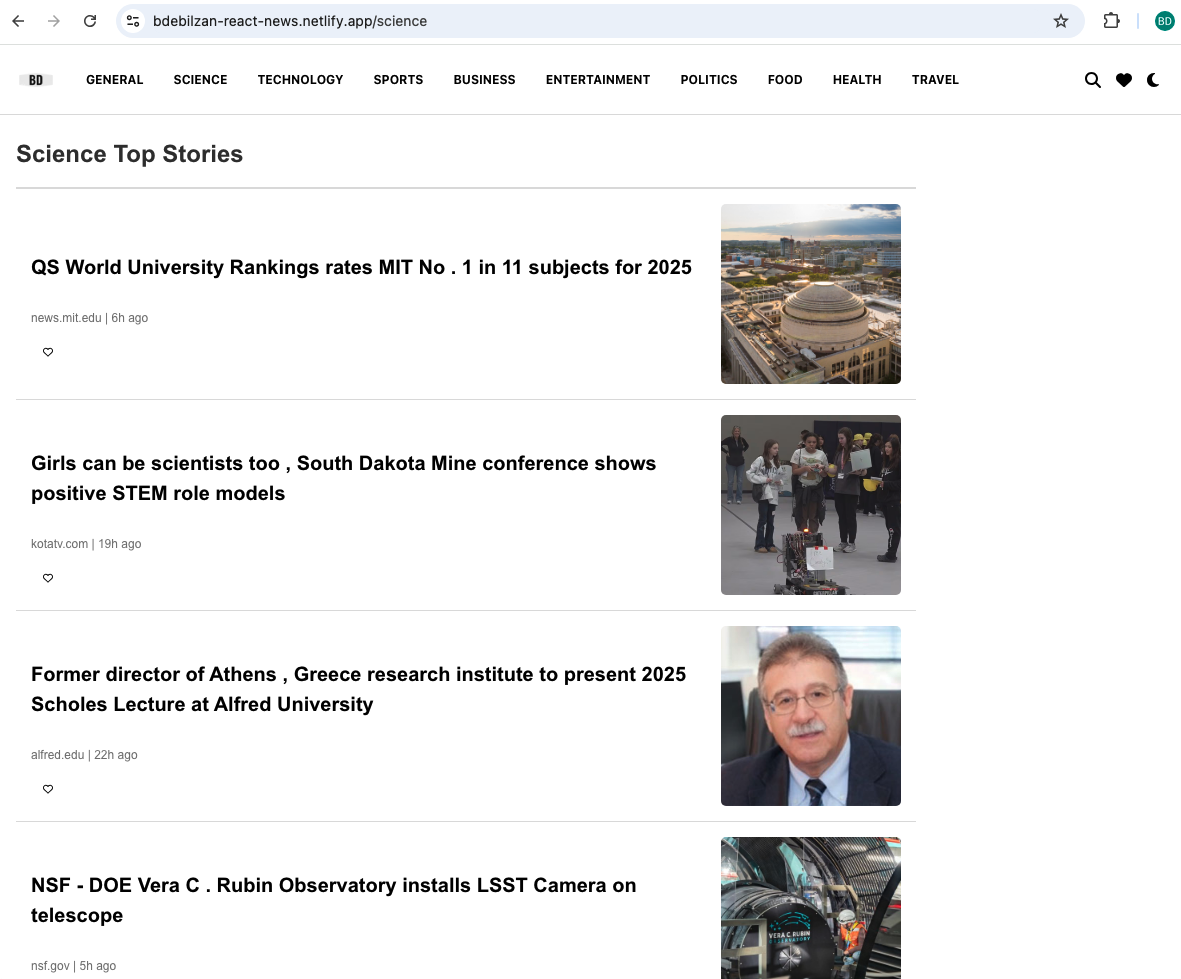 bdebilzan-react-news.netlify.app/science
BD
BD GENERAL SCIENCE TECHNOLOGY SPORTS BUSINESS ENTERTAINMENT POLITICS FOOD HEALTH TRAVEL
Science Top Stories
QS World University Rankings rates MIT No . 1 in 11 subjects for 2025
news.mit.edu | 6h ago
Girls can be scientists too , South Dakota Mine conference shows
positive STEM role models
kotatv.com | 19h ago
Former director of Athens , Greece research institute to present 2025
Scholes Lecture at Alfred University
alfred.edu | 22h ago
NSF - DOE Vera C . Rubin Observatory installs LSST Camera on
telescope
VERA C. RUBIN
OBSERVATORY
nsf.gov | 5h ago